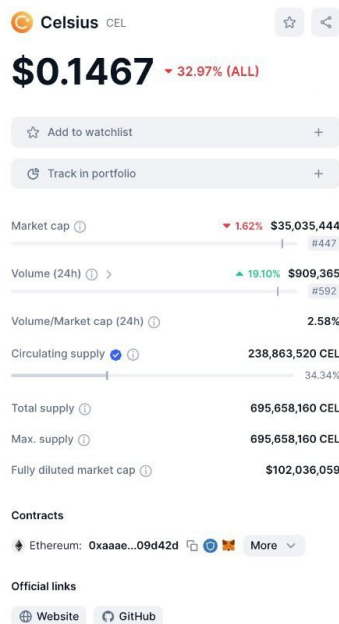 Celsius CEL
$0.1467 32.97% (ALL)
Add to watchlist
Track in portfolio
Market cap 1.62% $35,035,444
#447
Volume (24h) 19.10% $909,365
#592
Volume/Market cap (24h) 2.58%
Circulating supply 238,863,520 CEL
34.34%
Total supply 695,658,160 CEL
Max. supply 695,658,160 CEL
Fully diluted market cap $102,036,059
Contracts
Ethereum: 0xaaae...09d42d More
Official links
Website GitHub